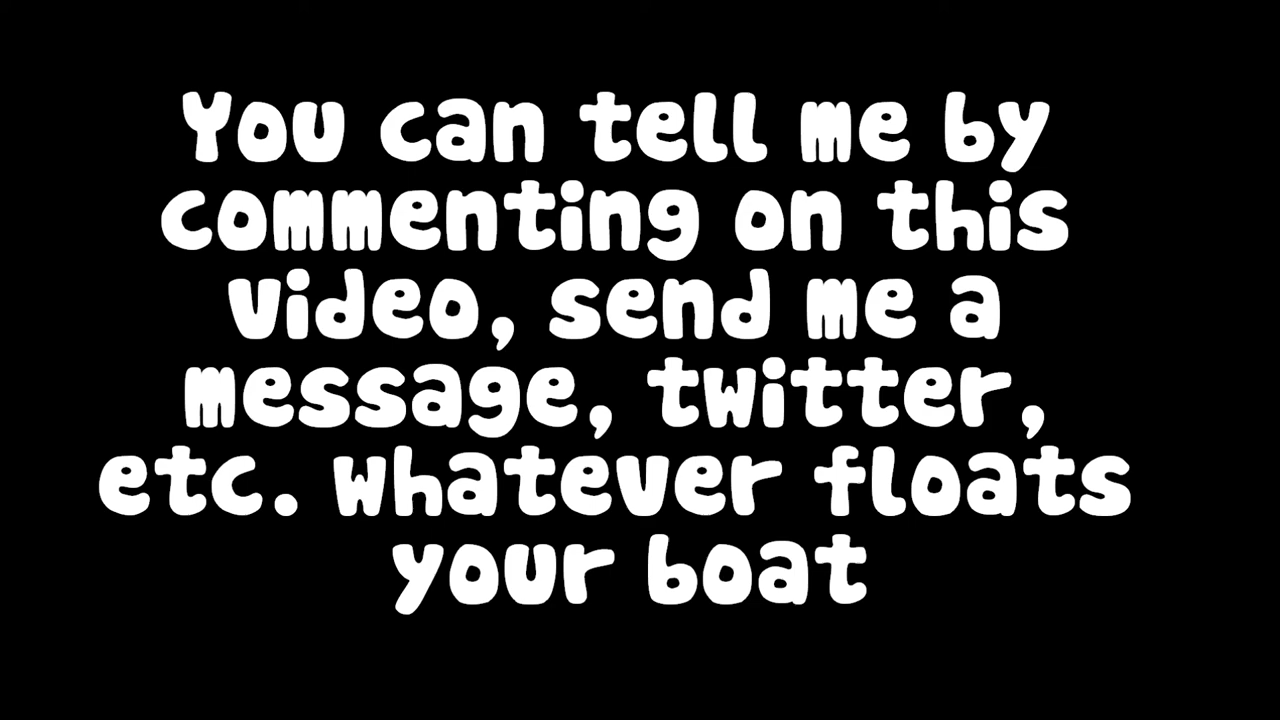 You can tell me by
commenting on this
video, send me a
message, twitter,
etc. whatever floats
your boat